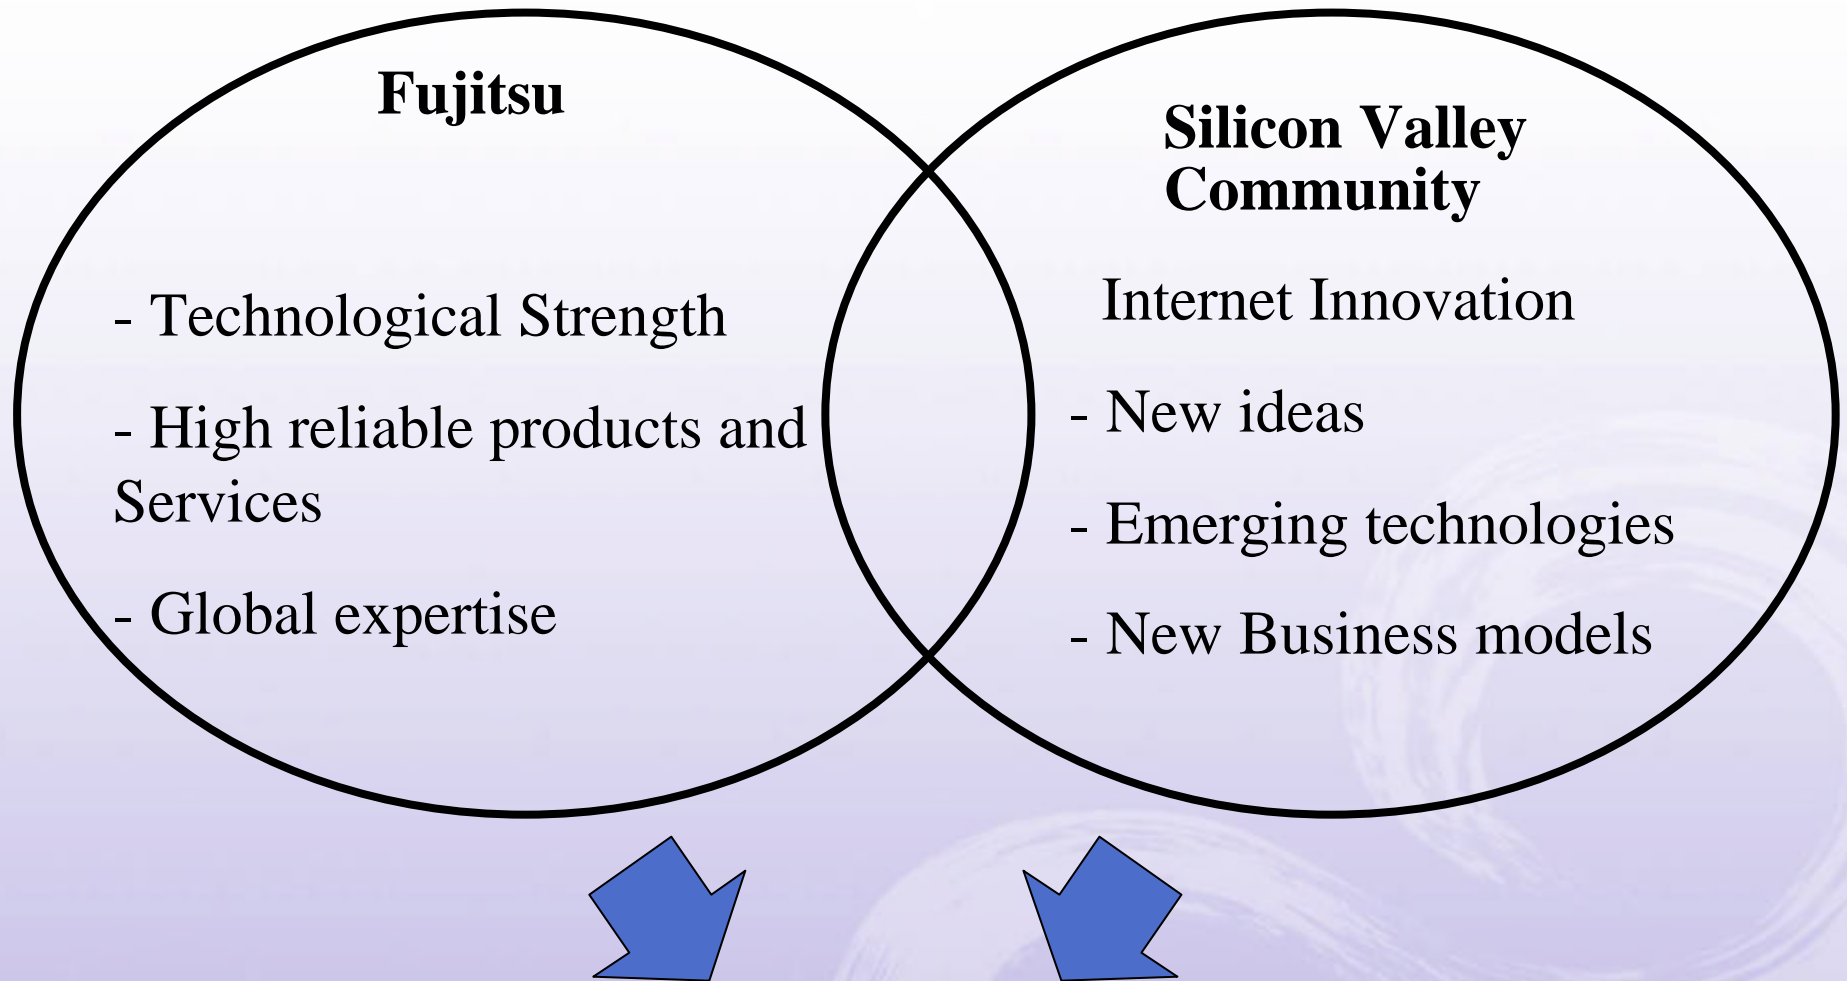 Fujitsu
- Technological Strength
- High reliable products and
Services
- Global expertise
Silicon Valley
Community
Internet Innovation
- New ideas
- Emerging technologies
- New Business models